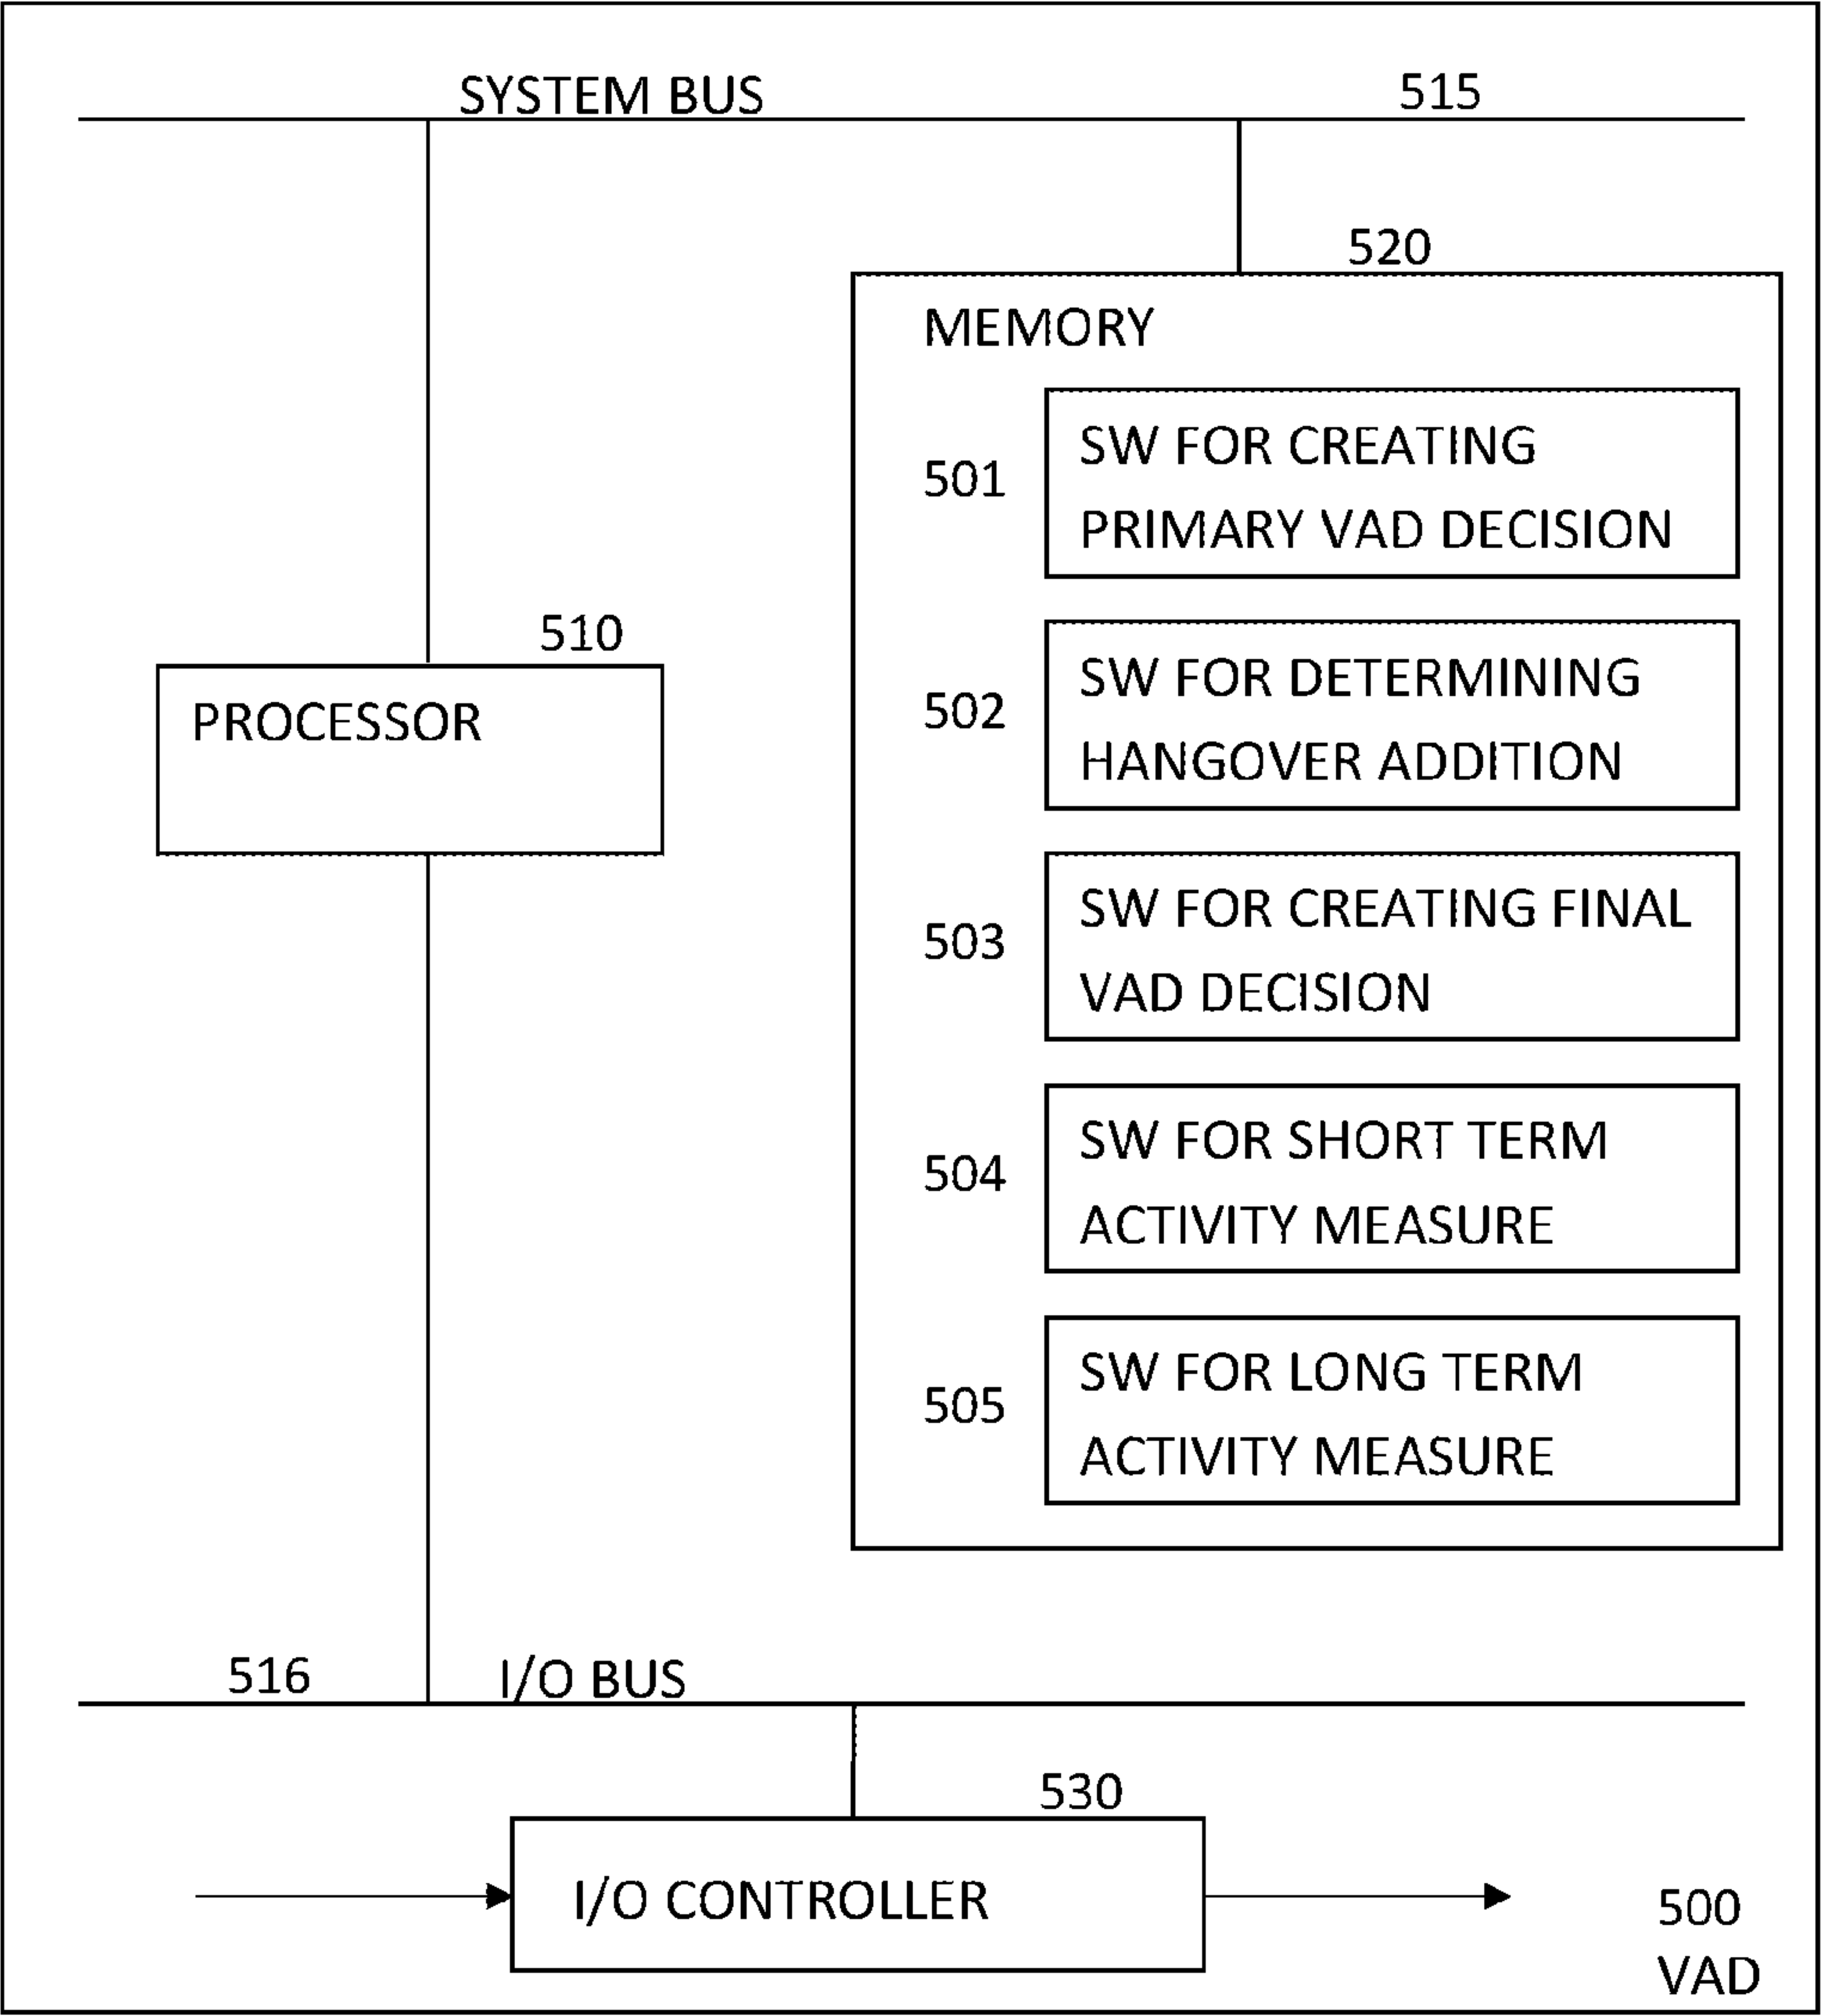 SYSTEM BUS
515
520
MEMORY
501
SW FOR CREATING
PRIMARY VAD DECISION
510
PROCESSOR
502
SW FOR DETERMINING
HANGOVER ADDITION
503
SW FOR CREATING FINAL
VAD DECISION
504
SW FOR SHORT TERM
ACTIVITY MEASURE
505
SW FOR LONG TERM
ACTIVITY MEASURE
516
I/O BUS
530
I/O CONTROLLER
500
VAD